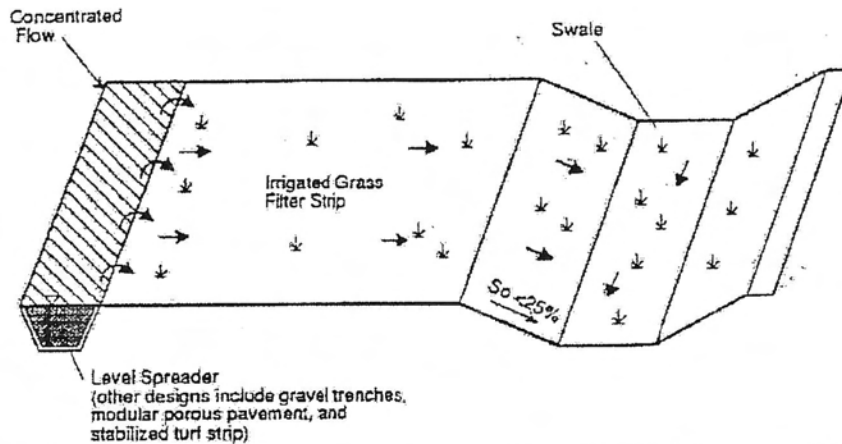 Concentrated
Flow
Swale
Irrigated Grass
Filter Strip
So <25%
Level Spreader
(other designs include gravel trenches,
modular porous pavement, and
stabilized turf strip)